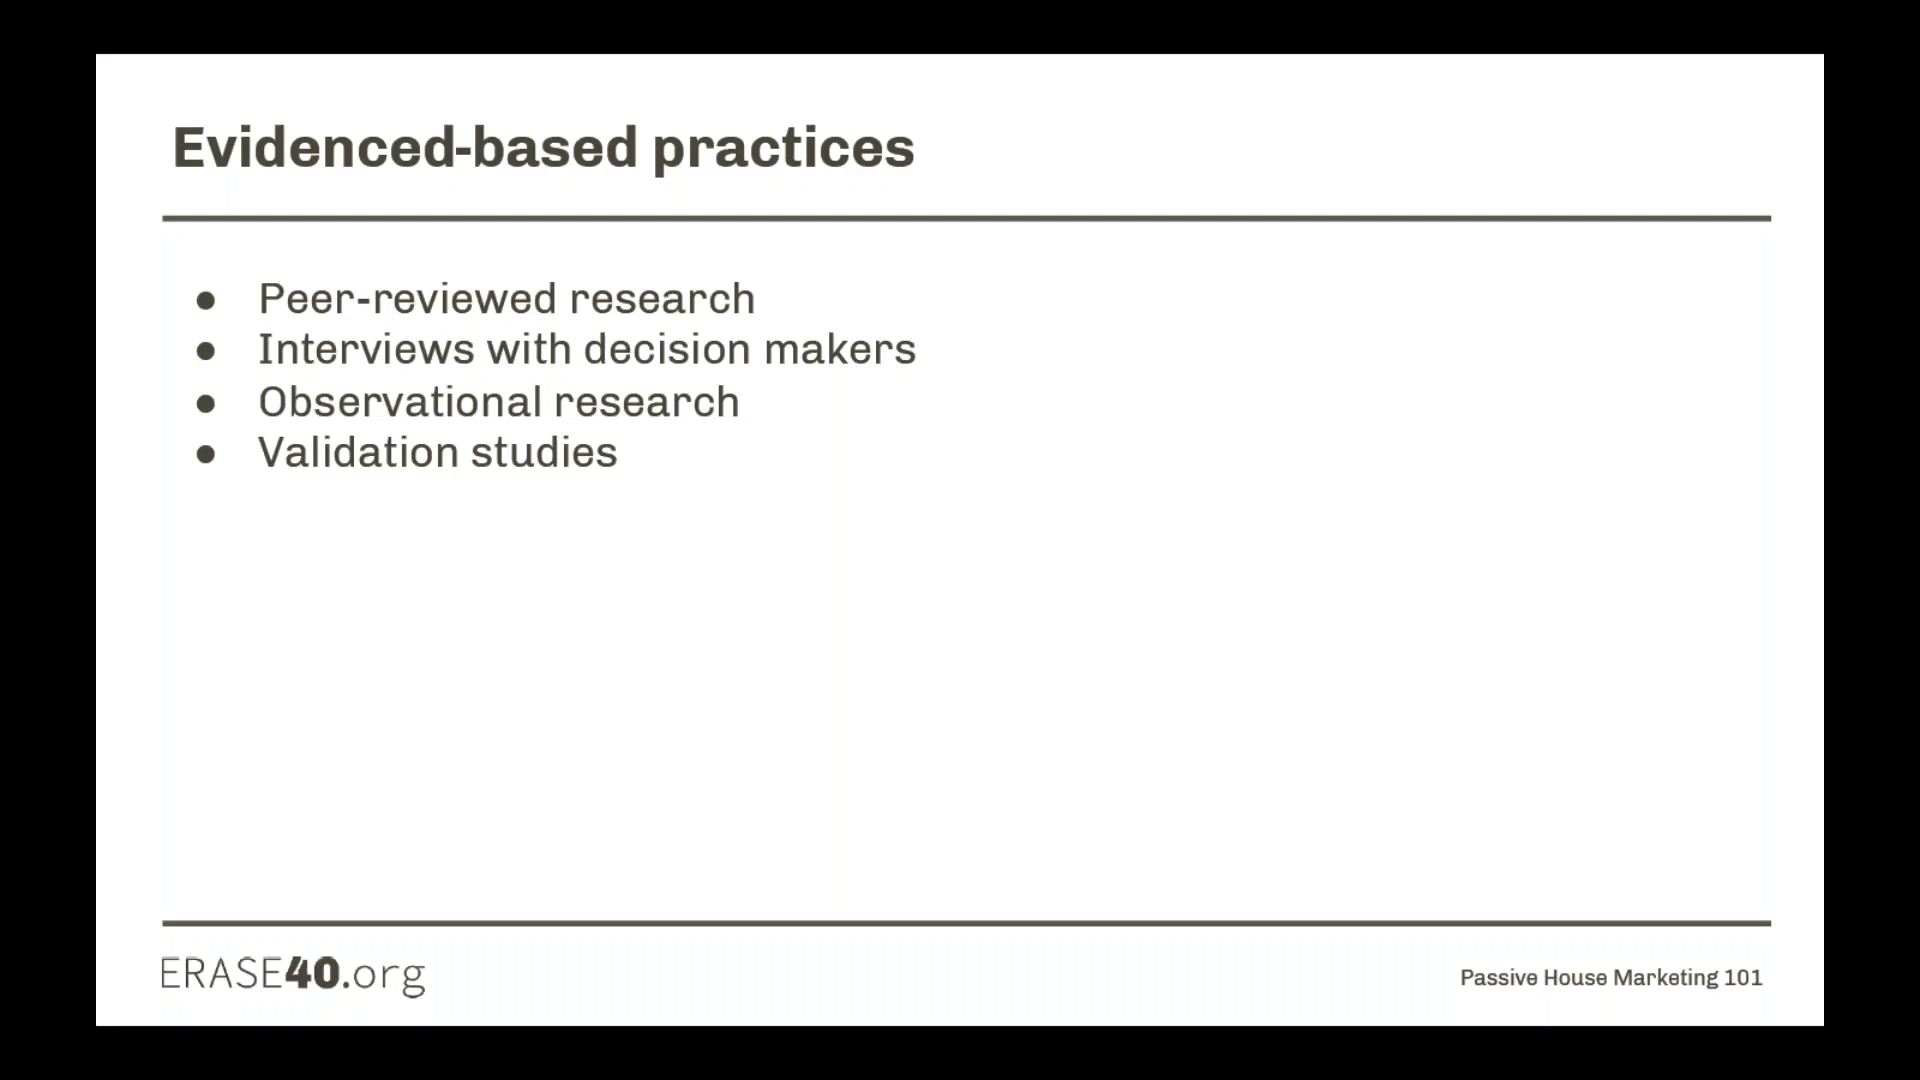 Evidenced-based practices
● Peer-reviewed research
● Interviews with decision makers
● Observational research
● Validation studies
ERASE40.org
Passive House Marketing 101